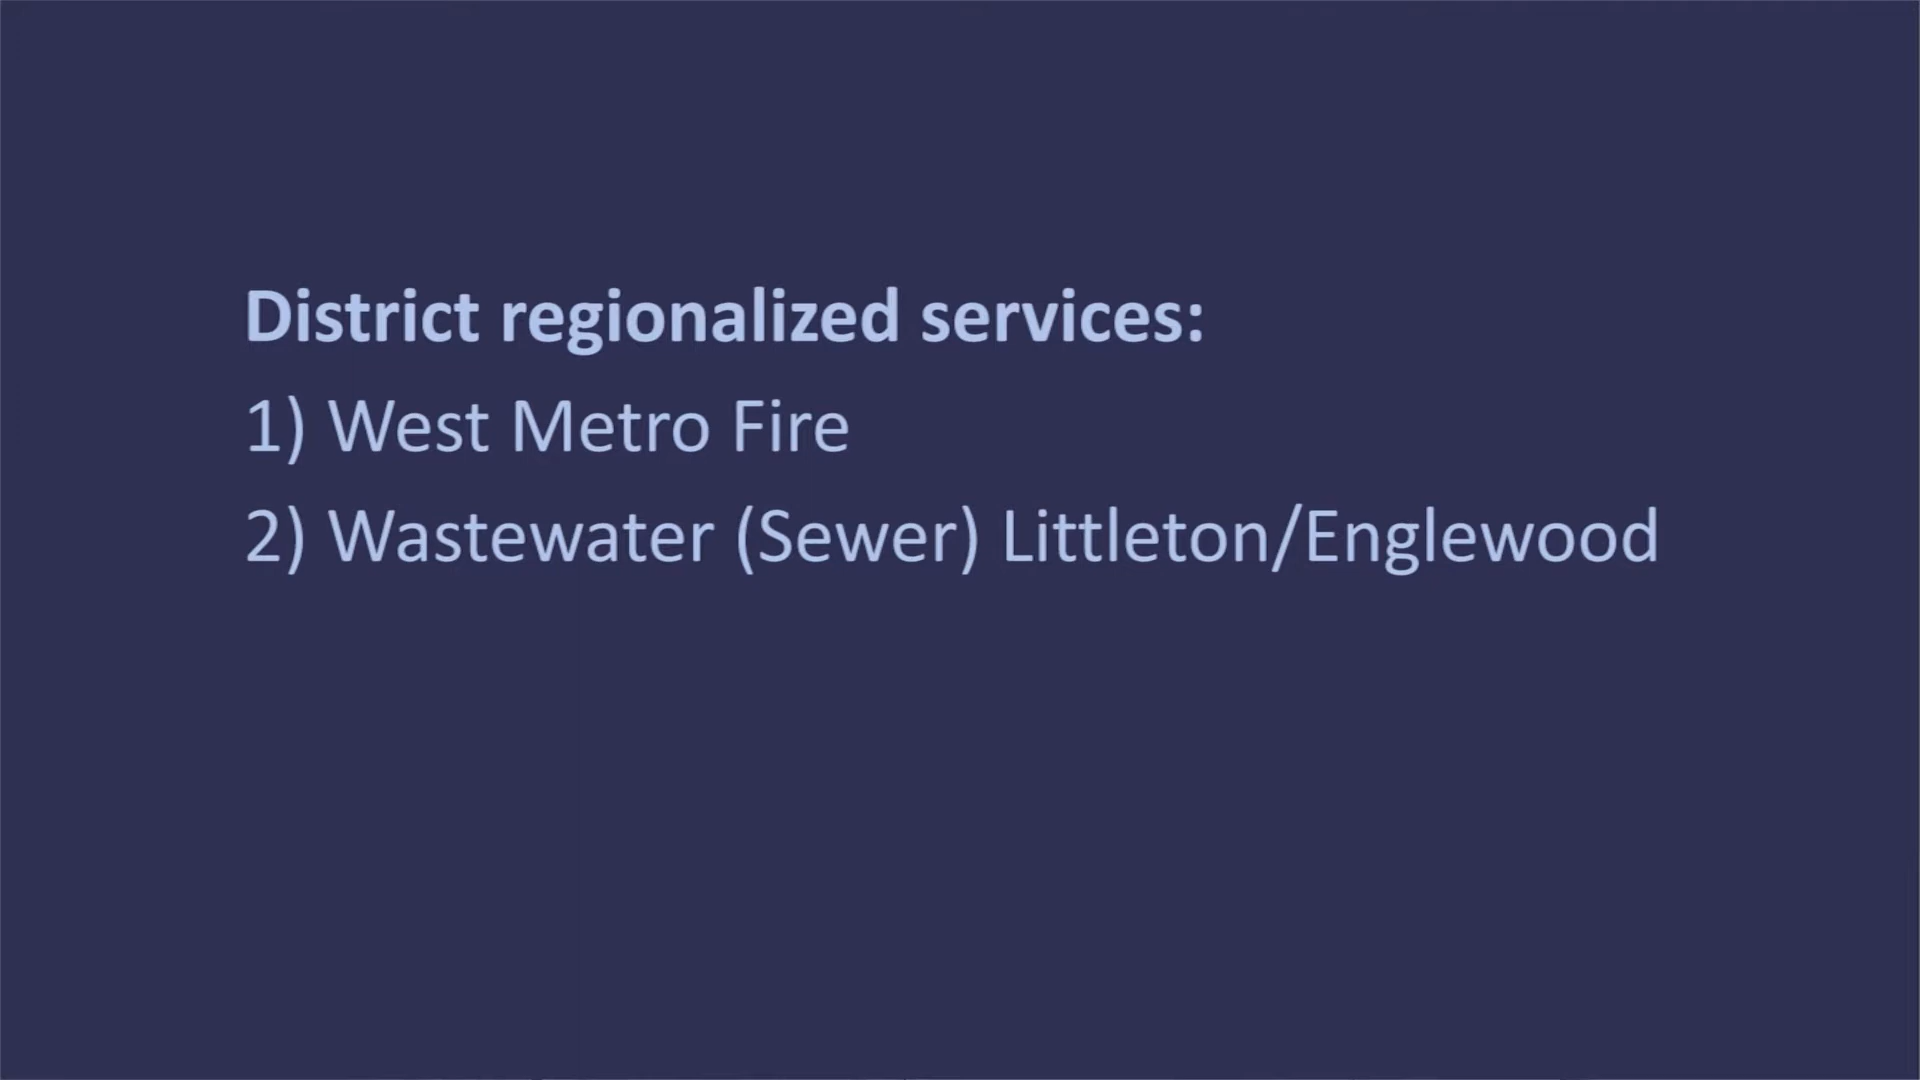 District regionalized services:
1) West Metro Fire
2) Wastewater (Sewer) Littleton/Englewood